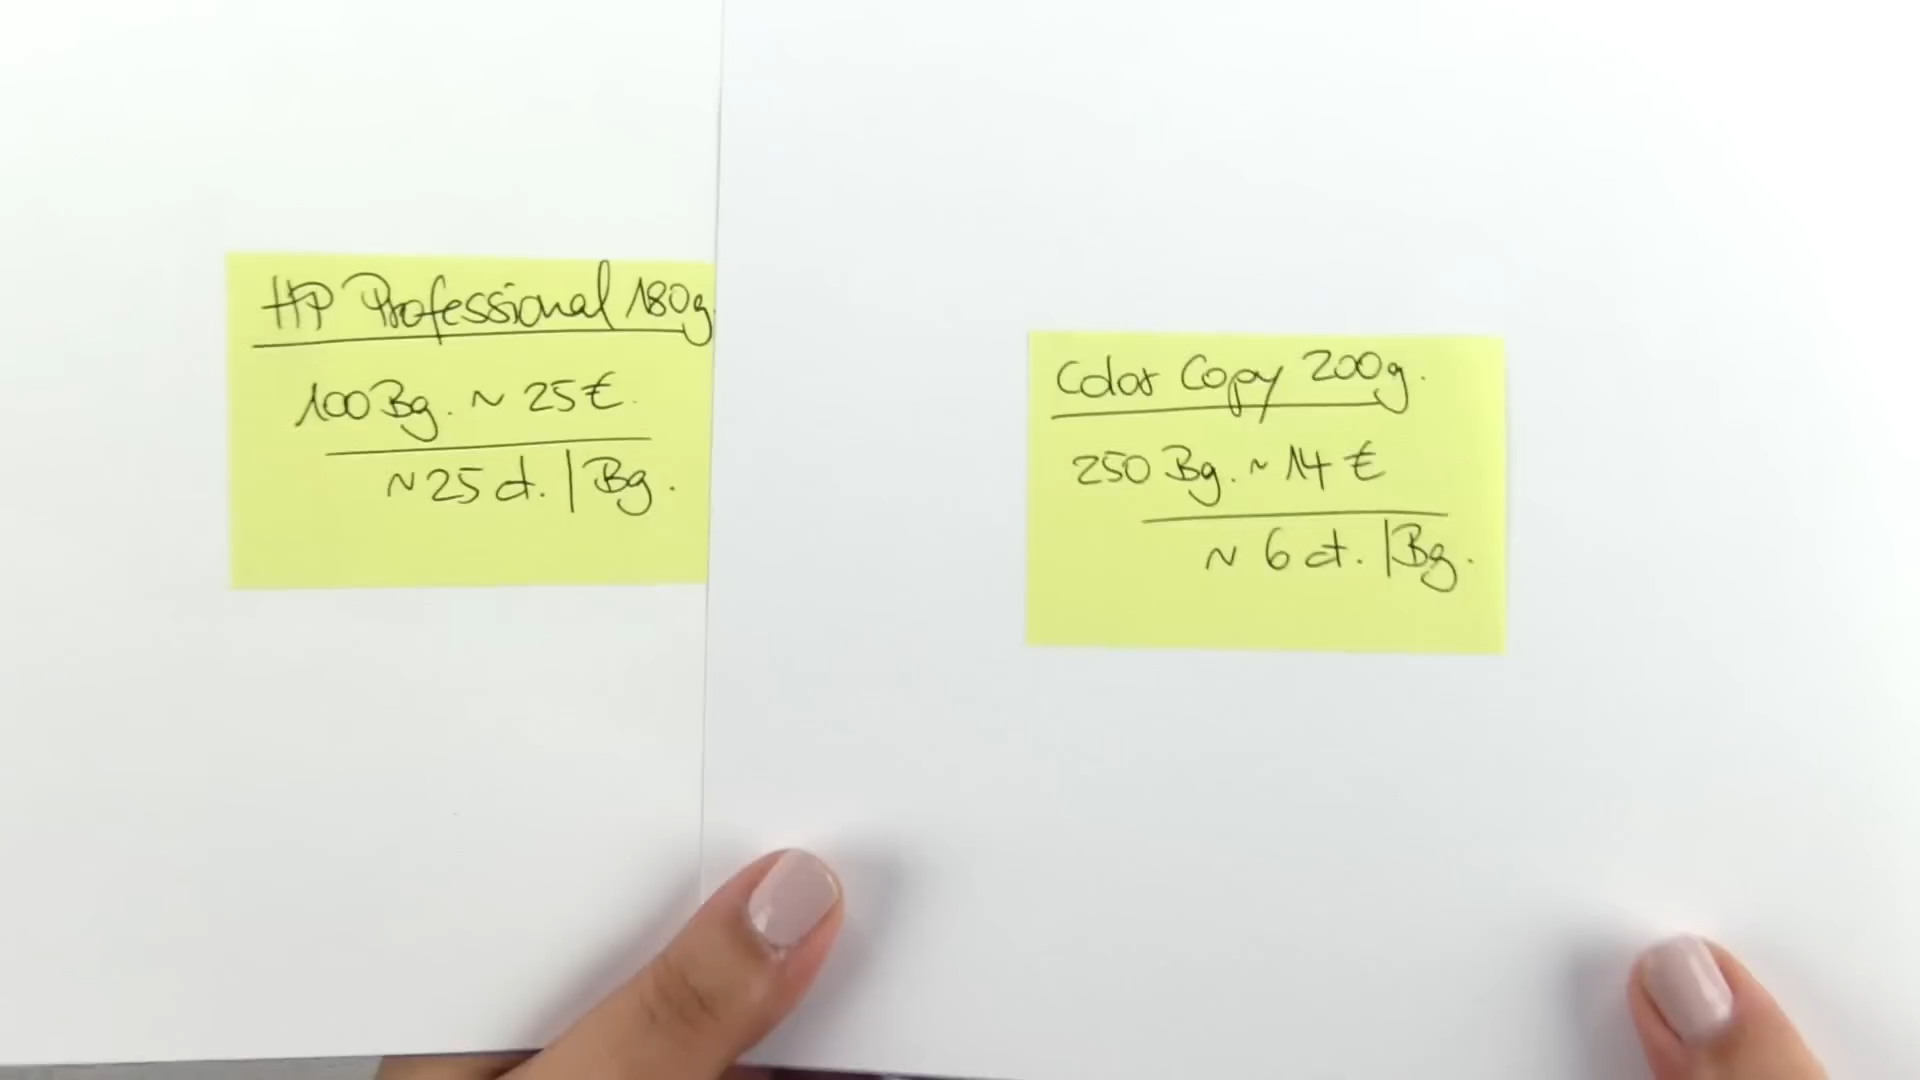 HP Professional 180g.
100 Bg. ~ 25 €.
~ 25 ct. | Bg.
Color Copy 200g.
250 Bg. ~ 14 €
~ 6 ct. | Bg.